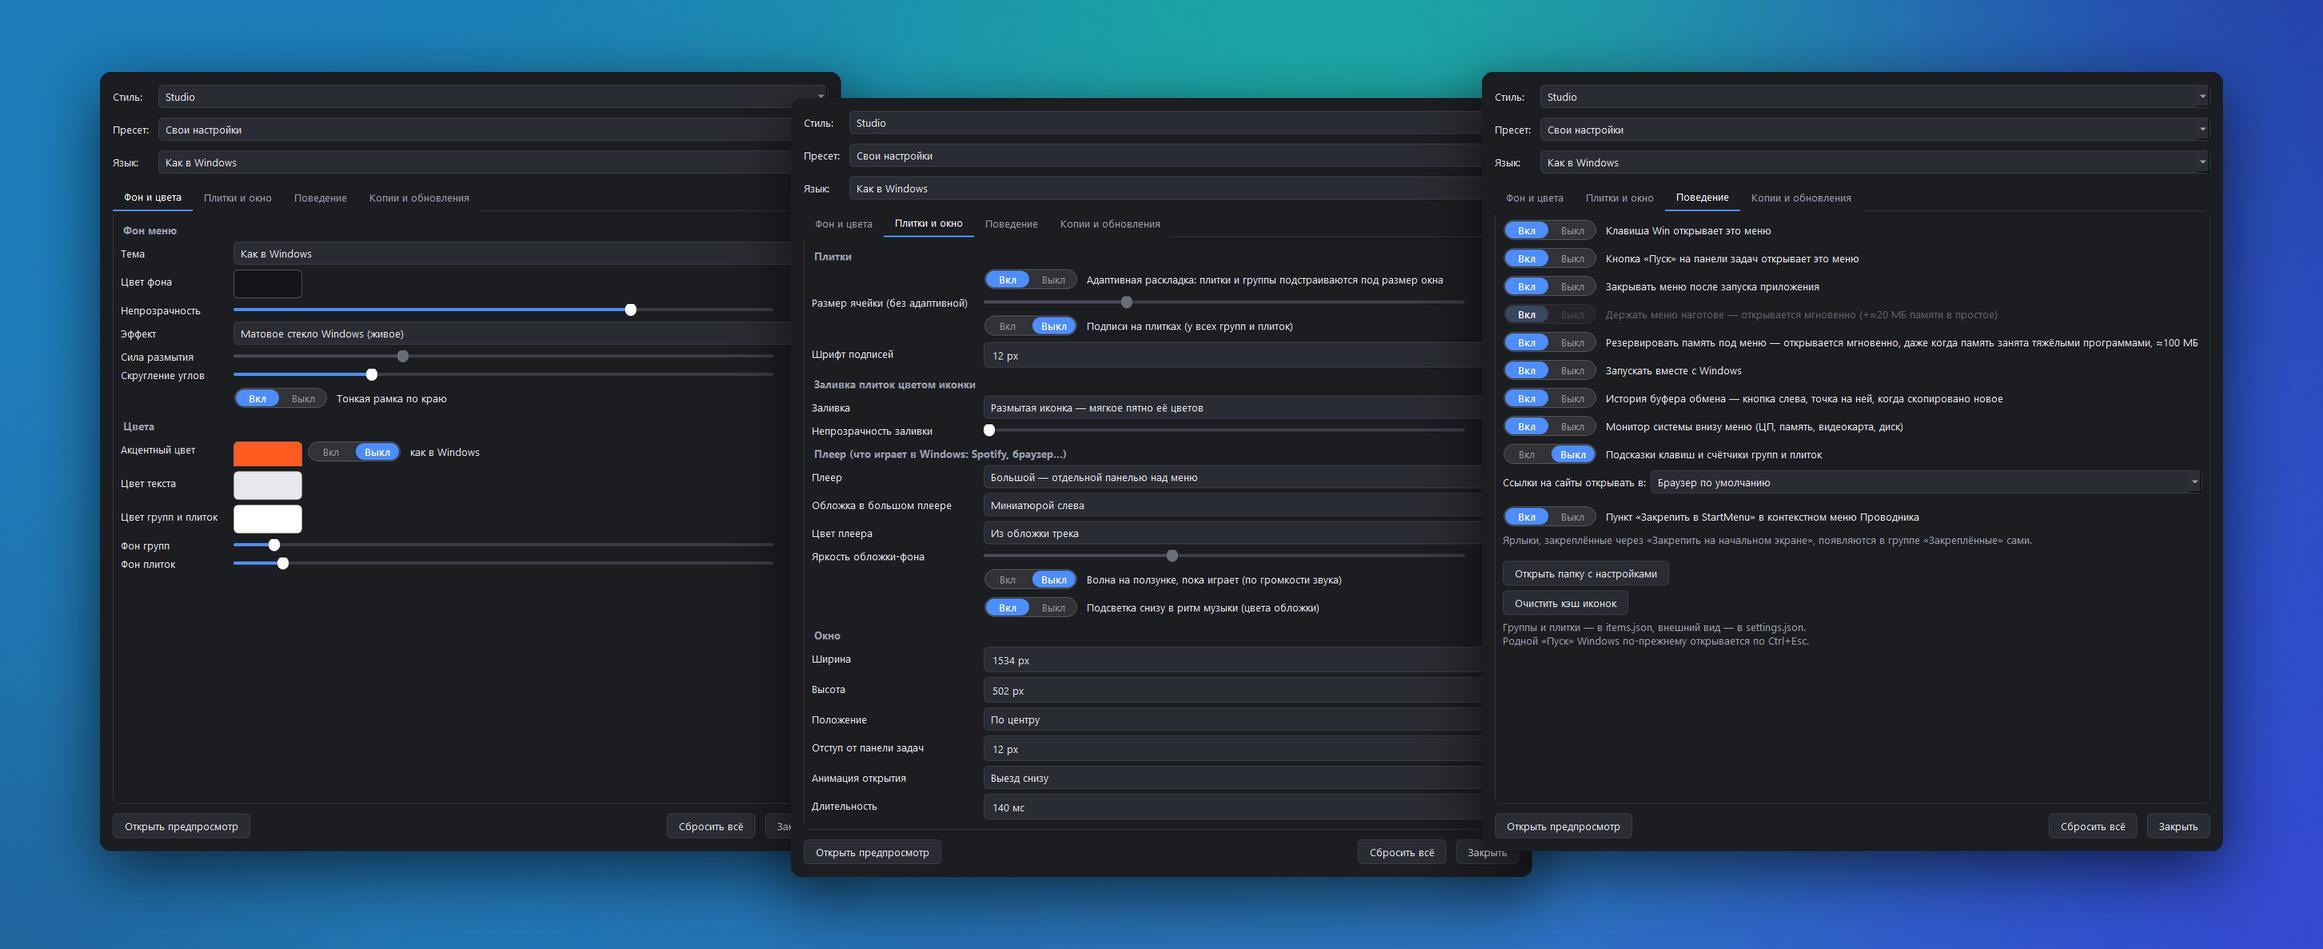 Стиль: Studio
Пресет: Свои настройки
Язык: Как в Windows
Фон и цвета Плитки и окно Поведение Копии и обновления
Фон меню
Тема Как в Windows
Цвет фона
Непрозрачность
Эффект Матовое стекло Windows (живое)
Сила размытия
Скругление углов
Вкл Выкл Тонкая рамка по краю
Цвета
Акцентный цвет Вкл Выкл как в Windows
Цвет текста
Цвет групп и плиток
Фон групп
Фон плиток
Открыть предпросмотр Сбросить всё Зак
Стиль: Studio
Пресет: Свои настройки
Язык: Как в Windows
Фон и цвета Плитки и окно Поведение Копии и обновления
Плитки
Вкл Выкл Адаптивная раскладка: плитки и группы подстраиваются под размер окна
Размер ячейки (без адаптивной)
Вкл Выкл Подписи на плитках (у всех групп и плиток)
Шрифт подписей 12 px
Заливка плиток цветом иконки
Заливка Размытая иконка — мягкое пятно её цветов
Непрозрачность заливки
Плеер (что играет в Windows: Spotify, браузер...)
Плеер Большой — отдельной панелью над меню
Обложка в большом плеере Миниатюрой слева
Цвет плеера Из обложки трека
Яркость обложки-фона
Вкл Выкл Волна на ползунке, пока играет (по громкости звука)
Вкл Выкл Подсветка снизу в ритм музыки (цвета обложки)
Окно
Ширина 1534 px
Высота 502 px
Положение По центру
Отступ от панели задач 12 px
Анимация открытия Выезд снизу
Длительность 140 мс
Открыть предпросмотр Сбросить всё Закрыть
Стиль: Studio
Пресет: Свои настройки
Язык: Как в Windows
Фон и цвета Плитки и окно Поведение Копии и обновления
Вкл Выкл Клавиша Win открывает это меню
Вкл Выкл Кнопка «Пуск» на панели задач открывает это меню
Вкл Выкл Закрывать меню после запуска приложения
Вкл Выкл Держать меню наготове — открывается мгновенно (+≈20 МБ памяти в простое)
Вкл Выкл Резервировать память под меню — открывается мгновенно, даже когда память занята тяжёлыми программами, ≈100 МБ
Вкл Выкл Запускать вместе с Windows
Вкл Выкл История буфера обмена — кнопка слева, точка на ней, когда скопировано новое
Вкл Выкл Монитор системы внизу меню (ЦП, память, видеокарта, диск)
Вкл Выкл Подсказки клавиш и счётчики групп и плиток
Ссылки на сайты открывать в: Браузер по умолчанию
Вкл Выкл Пункт «Закрепить в StartMenu» в контекстном меню Проводника
Ярлыки, закреплённые через «Закрепить на начальном экране», появляются в группе «Закреплённые» сами.
Открыть папку с настройками
Очистить кэш иконок
Группы и плитки — в items.json, внешний вид — в settings.json.
Родной «Пуск» Windows по-прежнему открывается по Ctrl+Esc.
Открыть предпросмотр Сбросить всё Закрыть